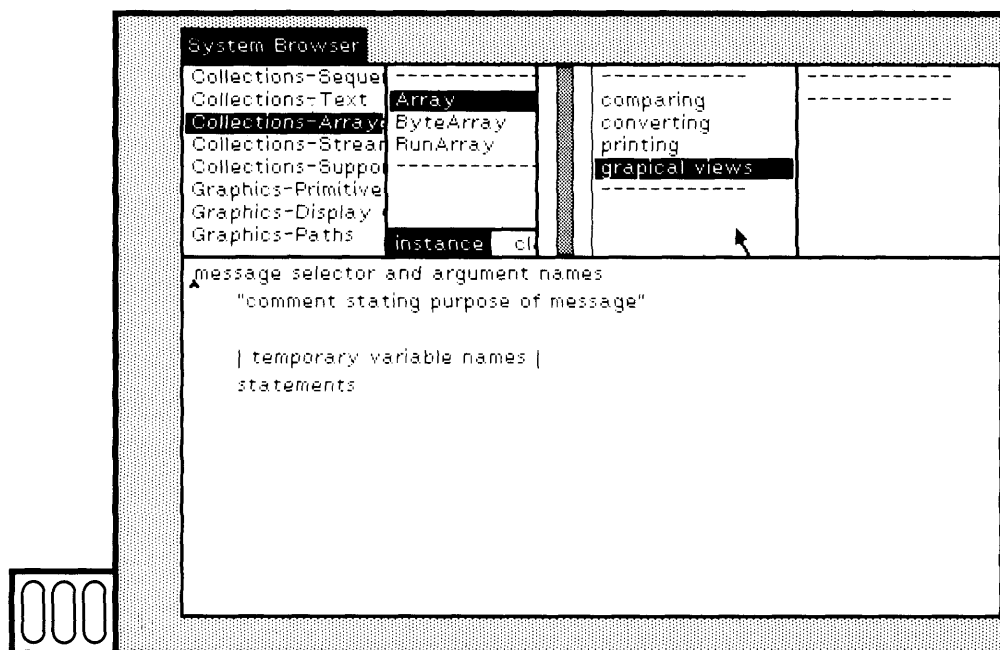 System Browser
Collections-Seque
Collections-Text
Collections-Array
Collections-Strear
Collections-Suppo
Graphics-Primitive
Graphics-Display
Graphics-Paths
------------
Array
ByteArray
RunArray
------------
instance cl
------------
comparing
converting
printing
grapical views
------------
------------
------------
message selector and argument names
"comment stating purpose of message"
| temporary variable names |
statements